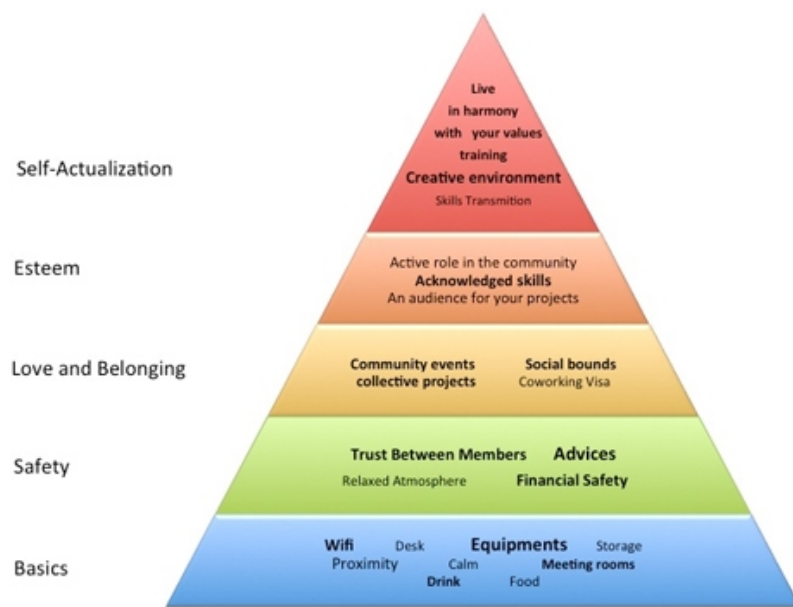 Live
in harmony
with your values
training
Self-Actualization
Creative environment
Skills Transmition
Esteem
Active role in the community
Acknowledged skills
An audience for your projects
Love and Belonging
Community events Social bounds
collective projects Coworking Visa
Safety
Trust Between Members Advices
Relaxed Atmosphere Financial Safety
Basics
Wifi Desk Equipments Storage
Proximity Calm Meeting rooms
Drink Food